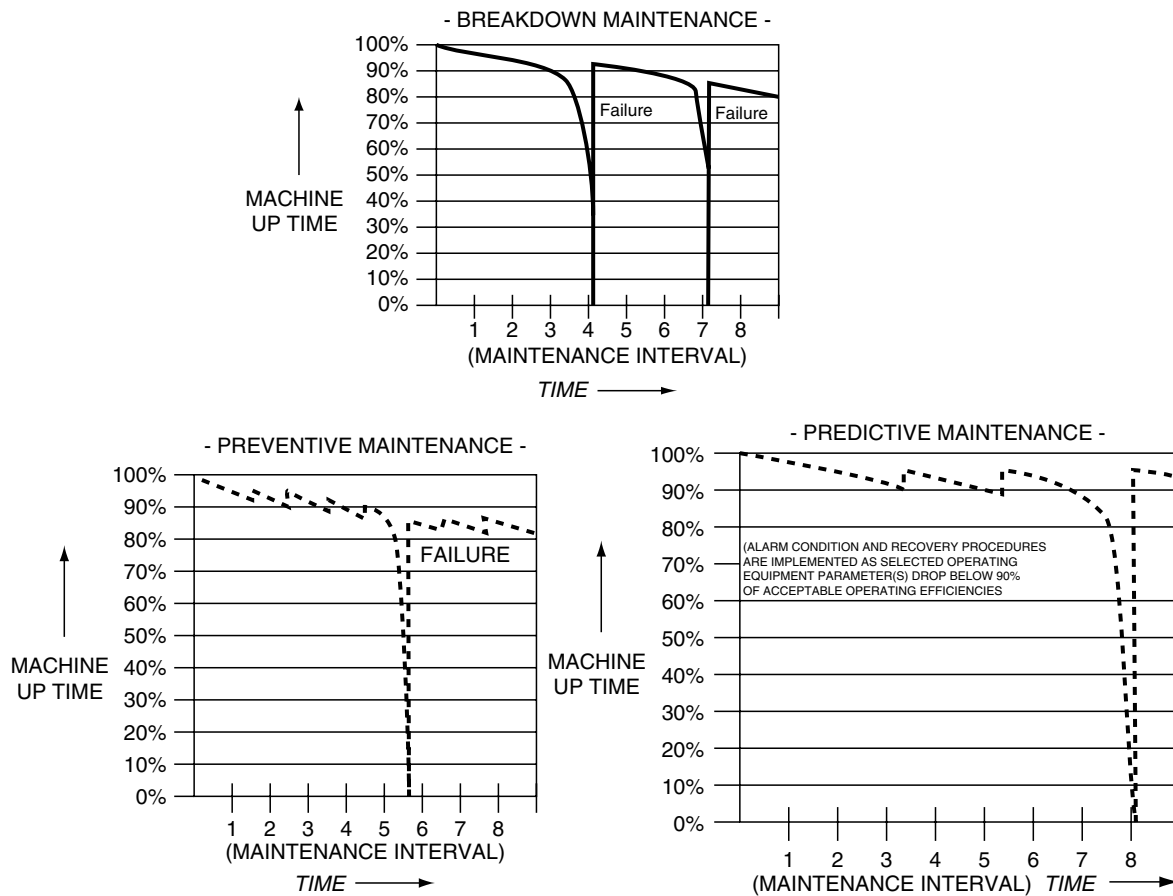 - BREAKDOWN MAINTENANCE -
100%
90%
80%
70%
60%
50%
40%
30%
20%
10%
0%
Failure
Failure
MACHINE
UP TIME
1 2 3 4 5 6 7 8
(MAINTENANCE INTERVAL)
TIME
- PREVENTIVE MAINTENANCE -
100%
90%
80%
70%
60%
50%
40%
30%
20%
10%
0%
FAILURE
MACHINE
UP TIME
1 2 3 4 5 6 7 8
(MAINTENANCE INTERVAL)
TIME
- PREDICTIVE MAINTENANCE -
100%
90%
80%
70%
60%
50%
40%
30%
20%
10%
0%
(ALARM CONDITION AND RECOVERY PROCEDURES
ARE IMPLEMENTED AS SELECTED OPERATING
EQUIPMENT PARAMETER(S) DROP BELOW 90%
OF ACCEPTABLE OPERATING EFFICIENCIES
MACHINE
UP TIME
1 2 3 4 5 6 7 8
(MAINTENANCE INTERVAL) TIME